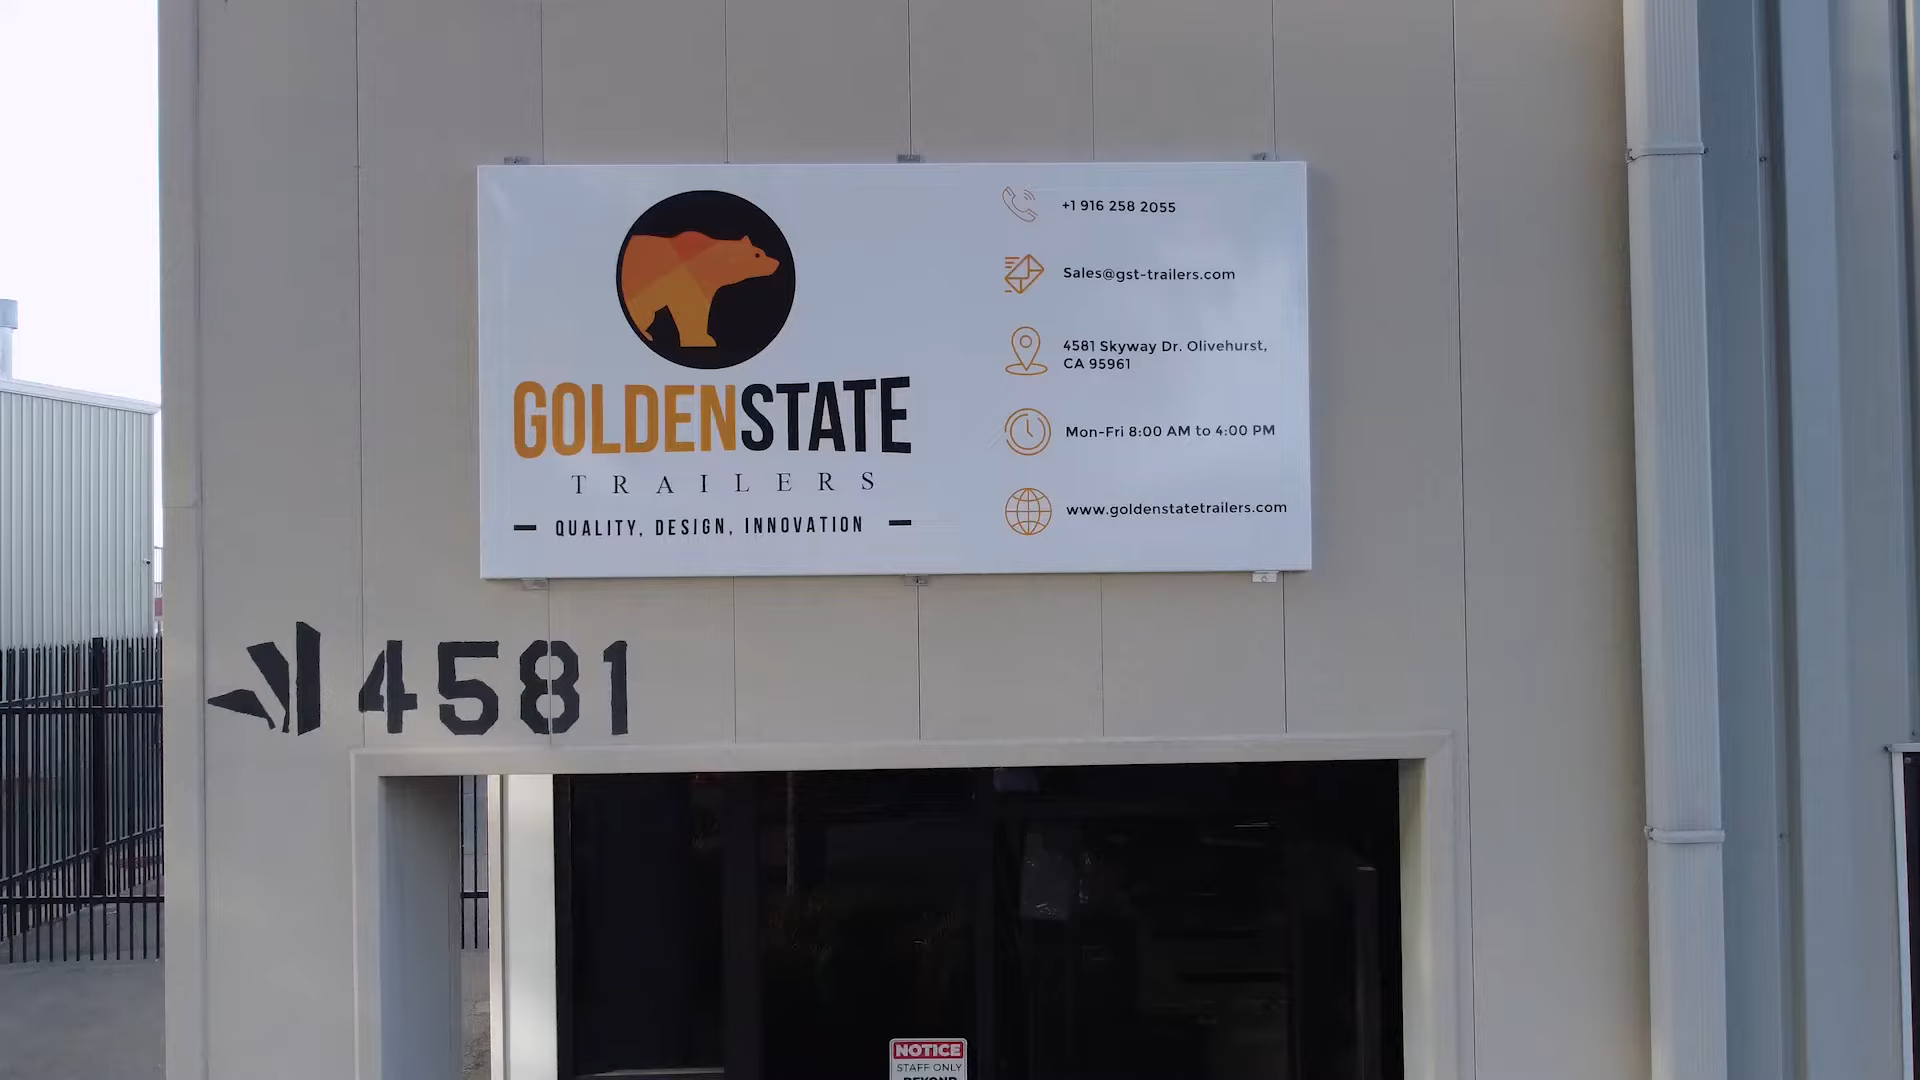 GOLDENSTATE
TRAILERS
QUALITY, DESIGN, INNOVATION
+1 916 258 2055
Sales@gst-trailers.com
4581 Skyway Dr. Olivehurst,
CA 95961
Mon-Fri 8:00 AM to 4:00 PM
www.goldenstatetrailers.com
4581
NOTICE
STAFF ONLY
BEYOND